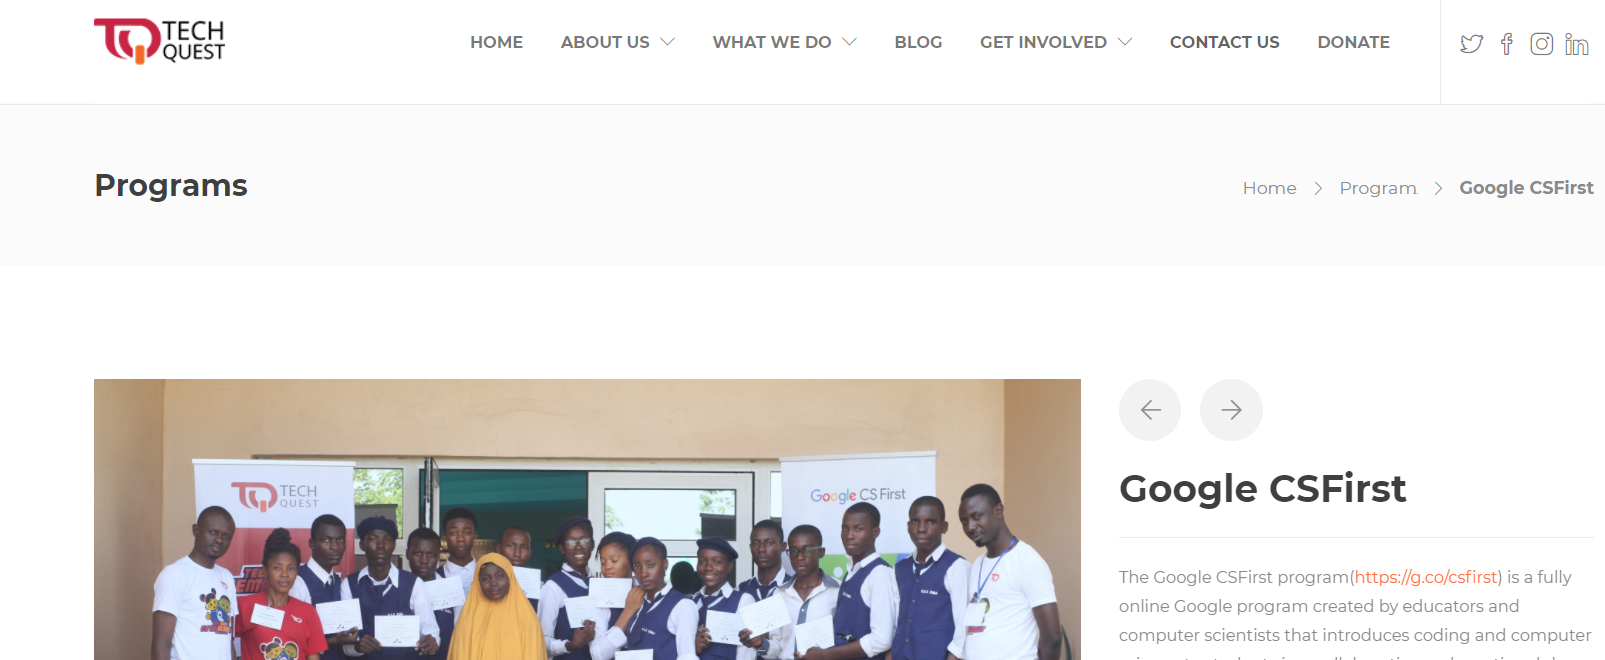 TECH
QUEST
HOME ABOUT US WHAT WE DO BLOG GET INVOLVED CONTACT US DONATE
Programs
Home Program Google CSFirst
TECH
QUEST
Google CS First
Google CSFirst
The Google CSFirst program(https://g.co/csfirst) is a fully
online Google program created by educators and
computer scientists that introduces coding and computer